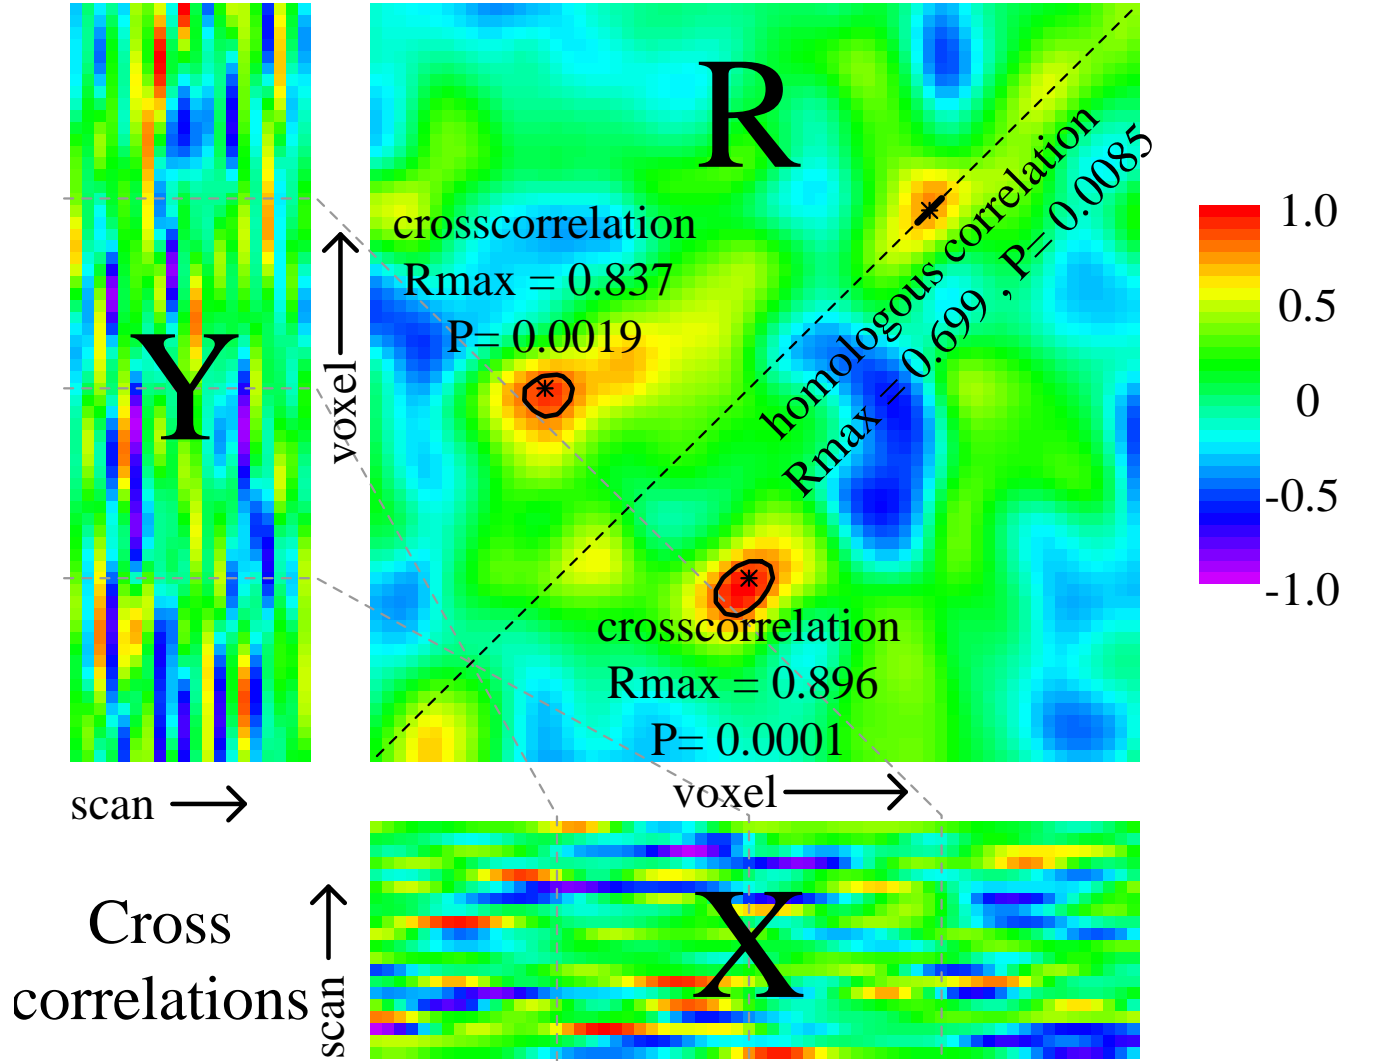 R
crosscorrelation
Rmax = 0.837
P= 0.0019
homologous correlation
Rmax = 0.699 , P= 0.0085
1.0
0.5
0
-0.5
-1.0
Y
voxel
crosscorrelation
Rmax = 0.896
P= 0.0001
scan
voxel
Cross
correlations
scan
X